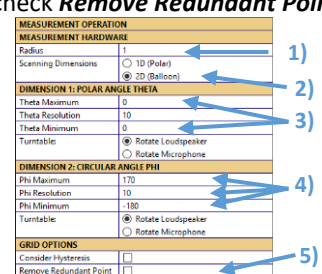 check Remove Redundant Poi
MEASUREMENT OPERATION
MEASUREMENT HARDWARE
Radius 1 1)
Scanning Dimensions 1D (Polar)
2D (Balloon) 2)
DIMENSION 1: POLAR ANGLE THETA
Theta Maximum 0
Theta Resolution 10 3)
Theta Minimum 0
Turntable: Rotate Loudspeaker
Rotate Microphone
DIMENSION 2: CIRCULAR ANGLE PHI
Phi Maximum 170
Phi Resolution 10 4)
Phi Minimum -180
Turntable: Rotate Loudspeaker
Rotate Microphone
GRID OPTIONS
Consider Hysteresis 5)
Remove Redundant Point